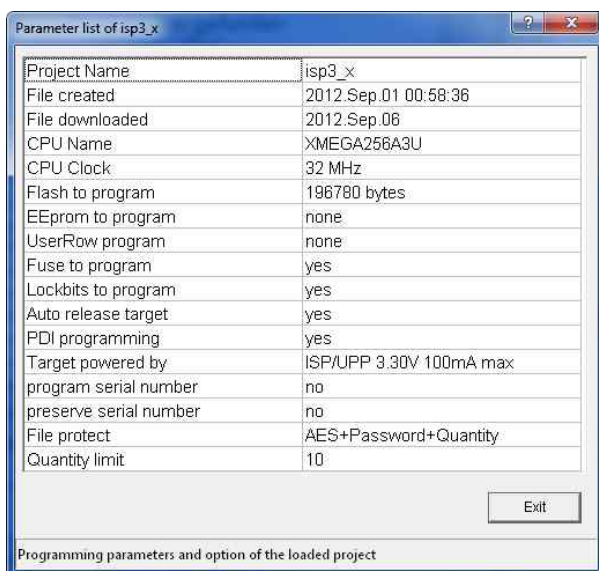 Parameter list of isp3_x
Project Name isp3_x
File created 2012.Sep.01 00:58:36
File downloaded 2012.Sep.06
CPU Name XMEGA256A3U
CPU Clock 32 MHz
Flash to program 196780 bytes
EEprom to program none
UserRow program none
Fuse to program yes
Lockbits to program yes
Auto release target yes
PDI programming yes
Target powered by ISP/UPP 3.30V 100mA max
program serial number no
preserve serial number no
File protect AES+Password+Quantity
Quantity limit 10
Exit
Programming parameters and option of the loaded project